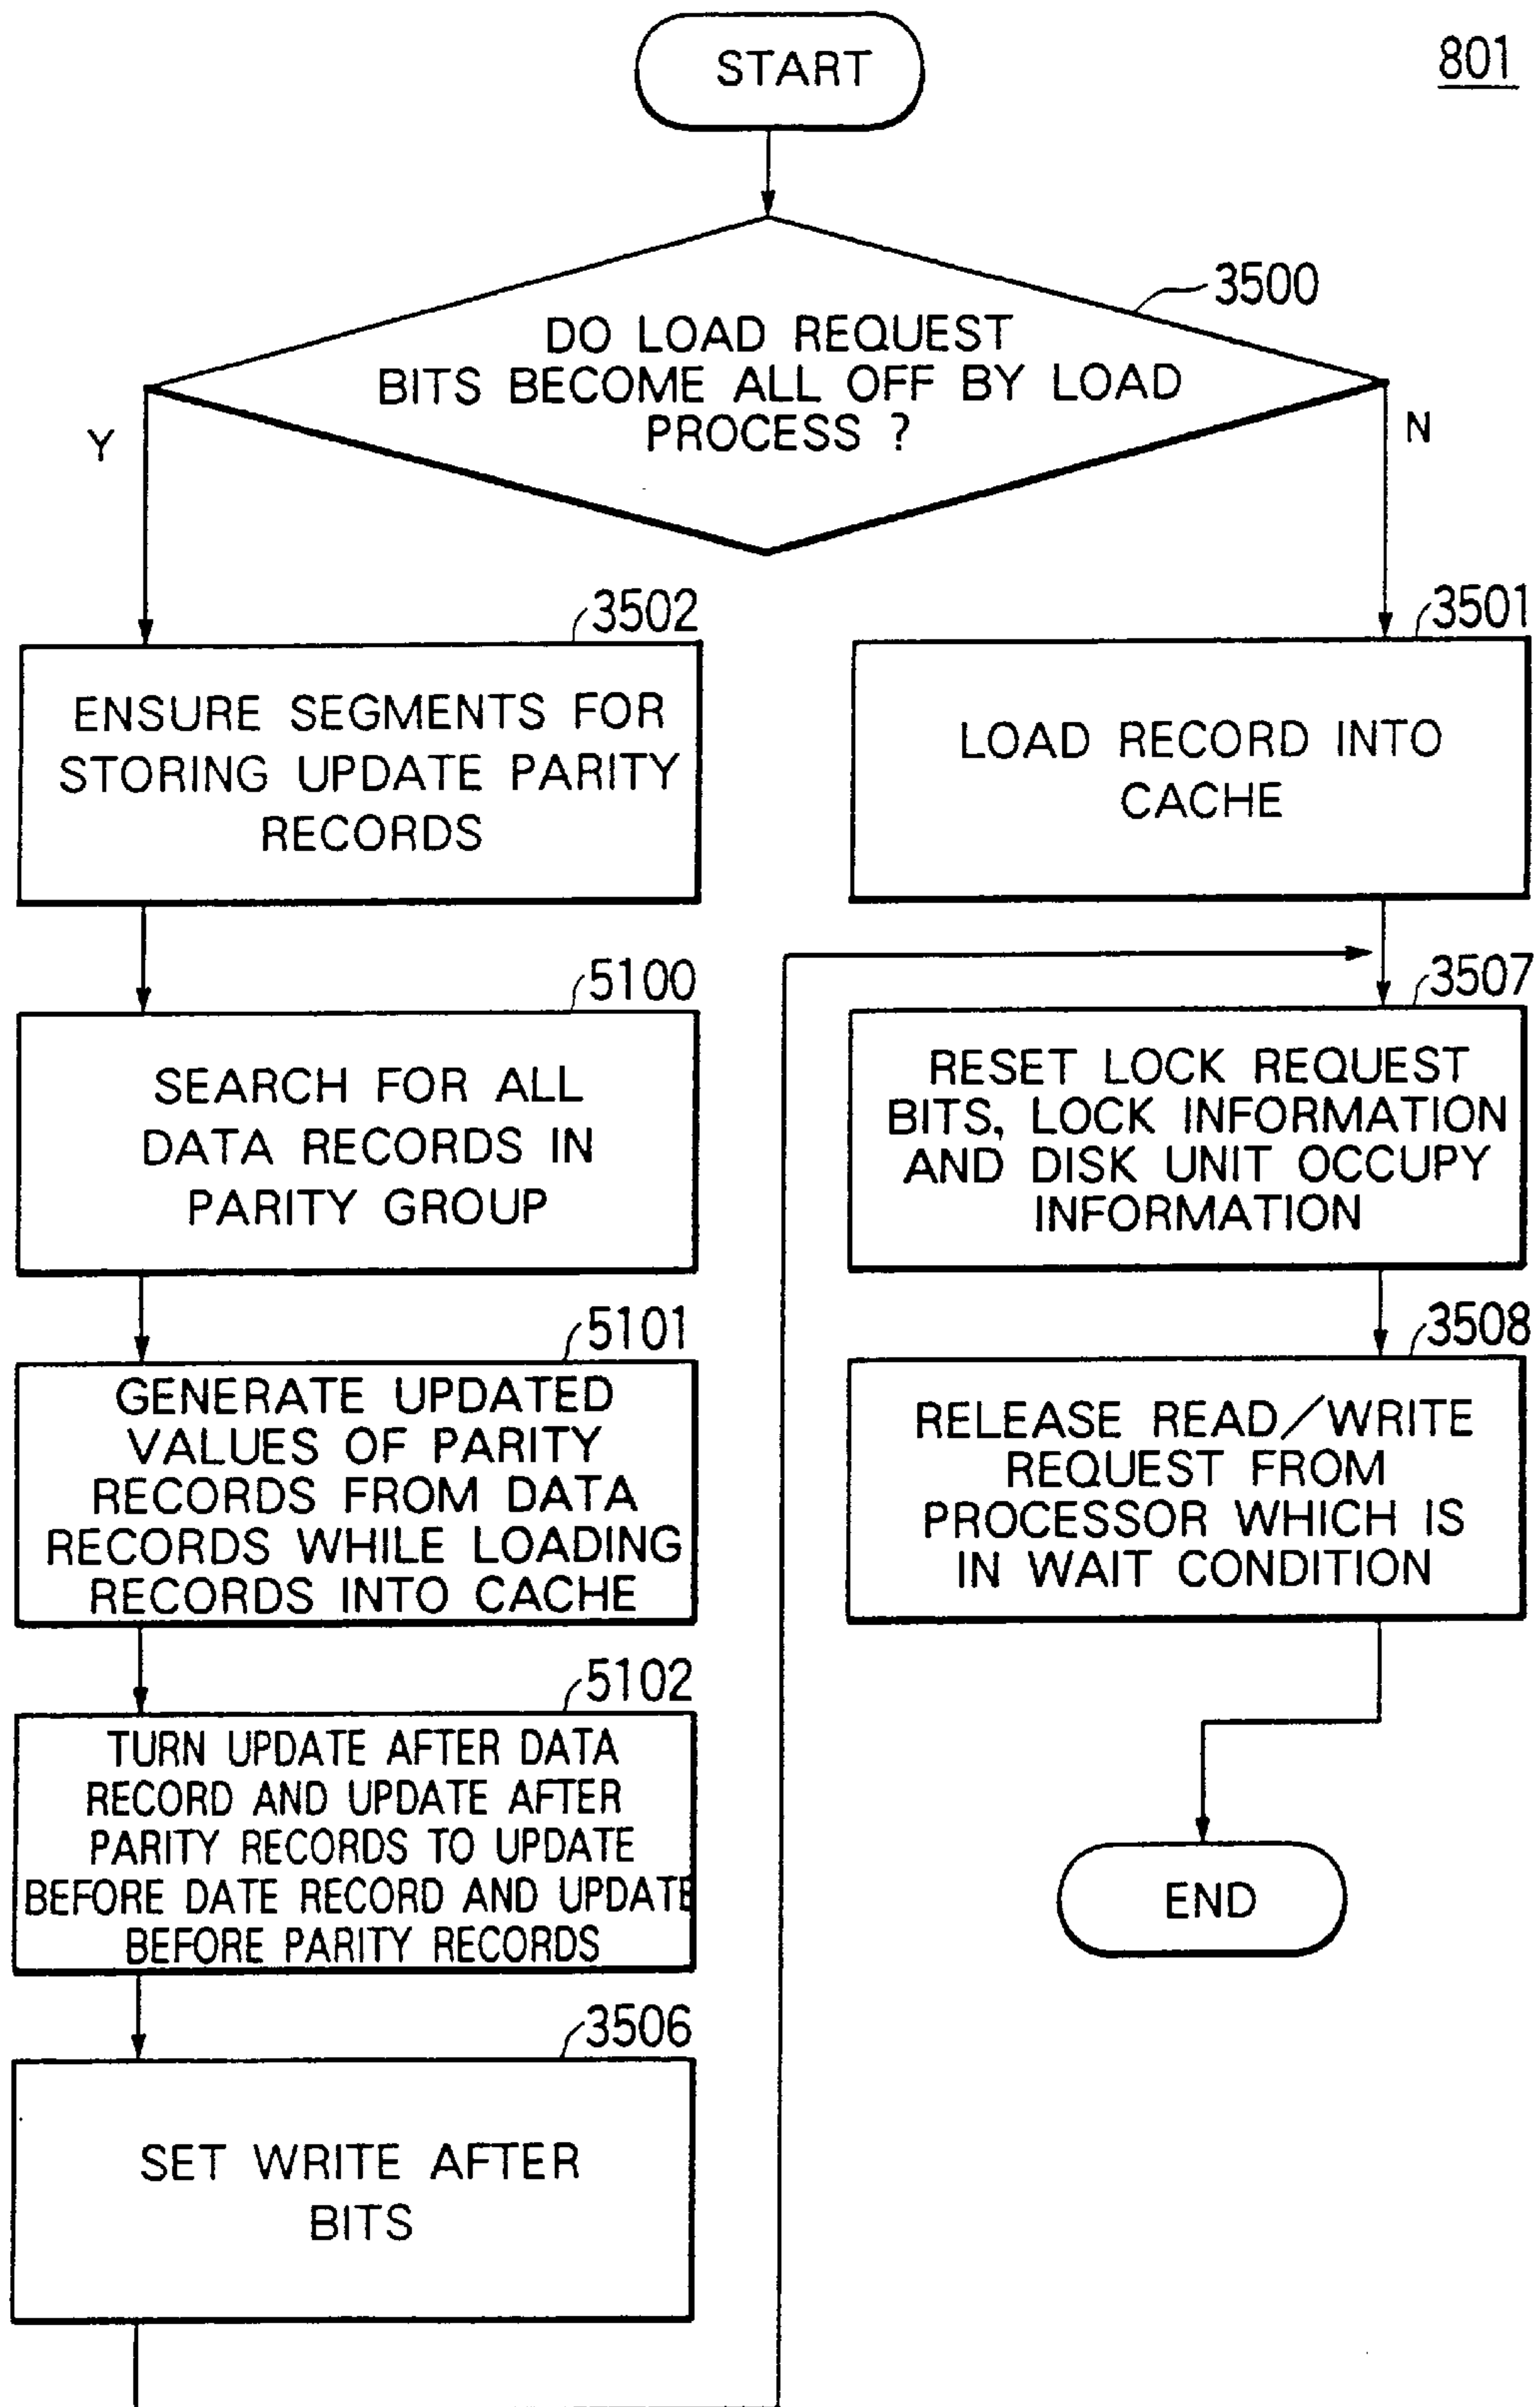 START
801
3500
DO LOAD REQUEST
BITS BECOME ALL OFF BY LOAD
PROCESS ?
Y
N
3502
ENSURE SEGMENTS FOR
STORING UPDATE PARITY
RECORDS
5100
SEARCH FOR ALL
DATA RECORDS IN
PARITY GROUP
5101
GENERATE UPDATED
VALUES OF PARITY
RECORDS FROM DATA
RECORDS WHILE LOADING
RECORDS INTO CACHE
5102
TURN UPDATE AFTER DATA
RECORD AND UPDATE AFTER
PARITY RECORDS TO UPDATE
BEFORE DATE RECORD AND UPDATE
BEFORE PARITY RECORDS
3506
SET WRITE AFTER
BITS
3501
LOAD RECORD INTO
CACHE
3507
RESET LOCK REQUEST
BITS, LOCK INFORMATION
AND DISK UNIT OCCUPY
INFORMATION
3508
RELEASE READ/WRITE
REQUEST FROM
PROCESSOR WHICH IS
IN WAIT CONDITION
END